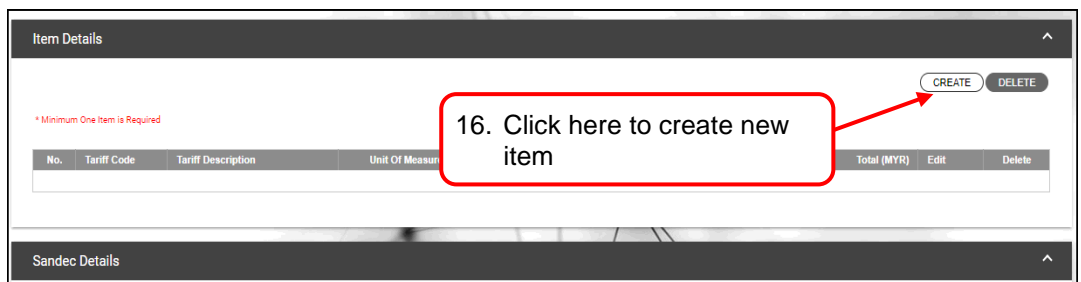 Item Details
CREATE DELETE
* Minimum One Item is Required
16. Click here to create new
item
No. Tariff Code Tariff Description Unit Of Measure Total (MYR) Edit Delete
Sandec Details